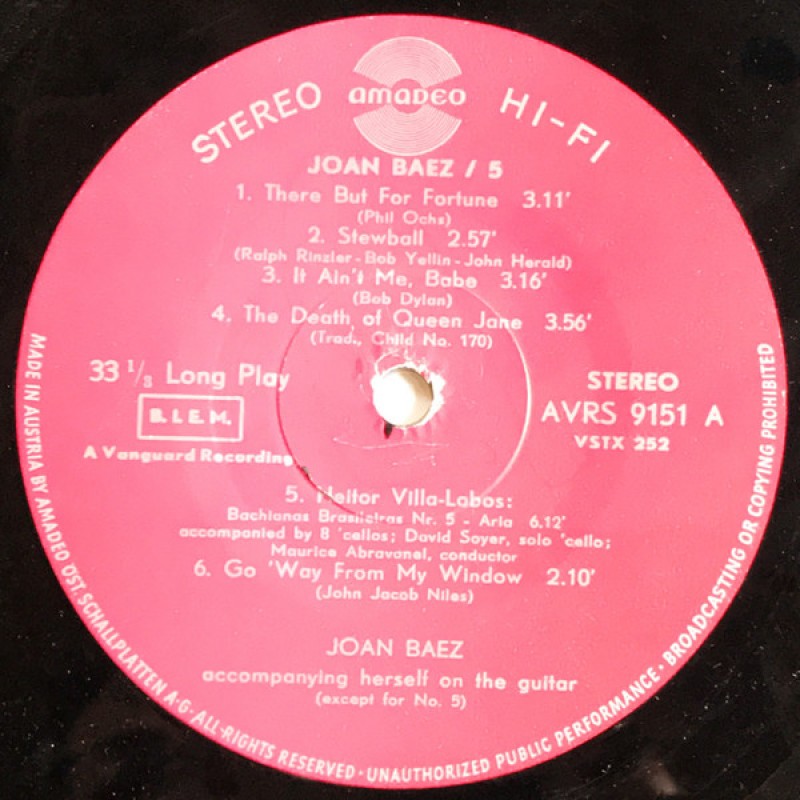 STEREO amadeo HI-FI
JOAN BAEZ / 5
1. There But For Fortune 3.11'
(Phil Ochs)
2. Stewball 2.57'
(Ralph Rinzler-Bob Yellin-John Herald)
3. It Ain't Me, Babe 3.16'
(Bob Dylan)
4. The Death of Queen Jane 3.56'
(Trad., Child No. 170)
33 1/3 Long Play
B.I.E.M.
A Vanguard Recording
STEREO
AVRS 9151 A
VSTX 252
5. Heitor Villa-Lobos:
Bachianas Brasileiras Nr. 5 - Aria 6.12'
accompanied by 8 'cellos; David Soyer, solo 'cello;
Maurice Abravanel, conductor
6. Go 'Way From My Window 2.10'
(John Jacob Niles)
JOAN BAEZ
accompanying herself on the guitar
(except for No. 5)
MADE IN AUSTRIA BY AMADEO ÖST. SCHALLPLATTEN A·G·ALL·RIGHTS RESERVED·UNAUTHORIZED PUBLIC PERFORMANCE·BROADCASTING OR COPYING PROHIBITED